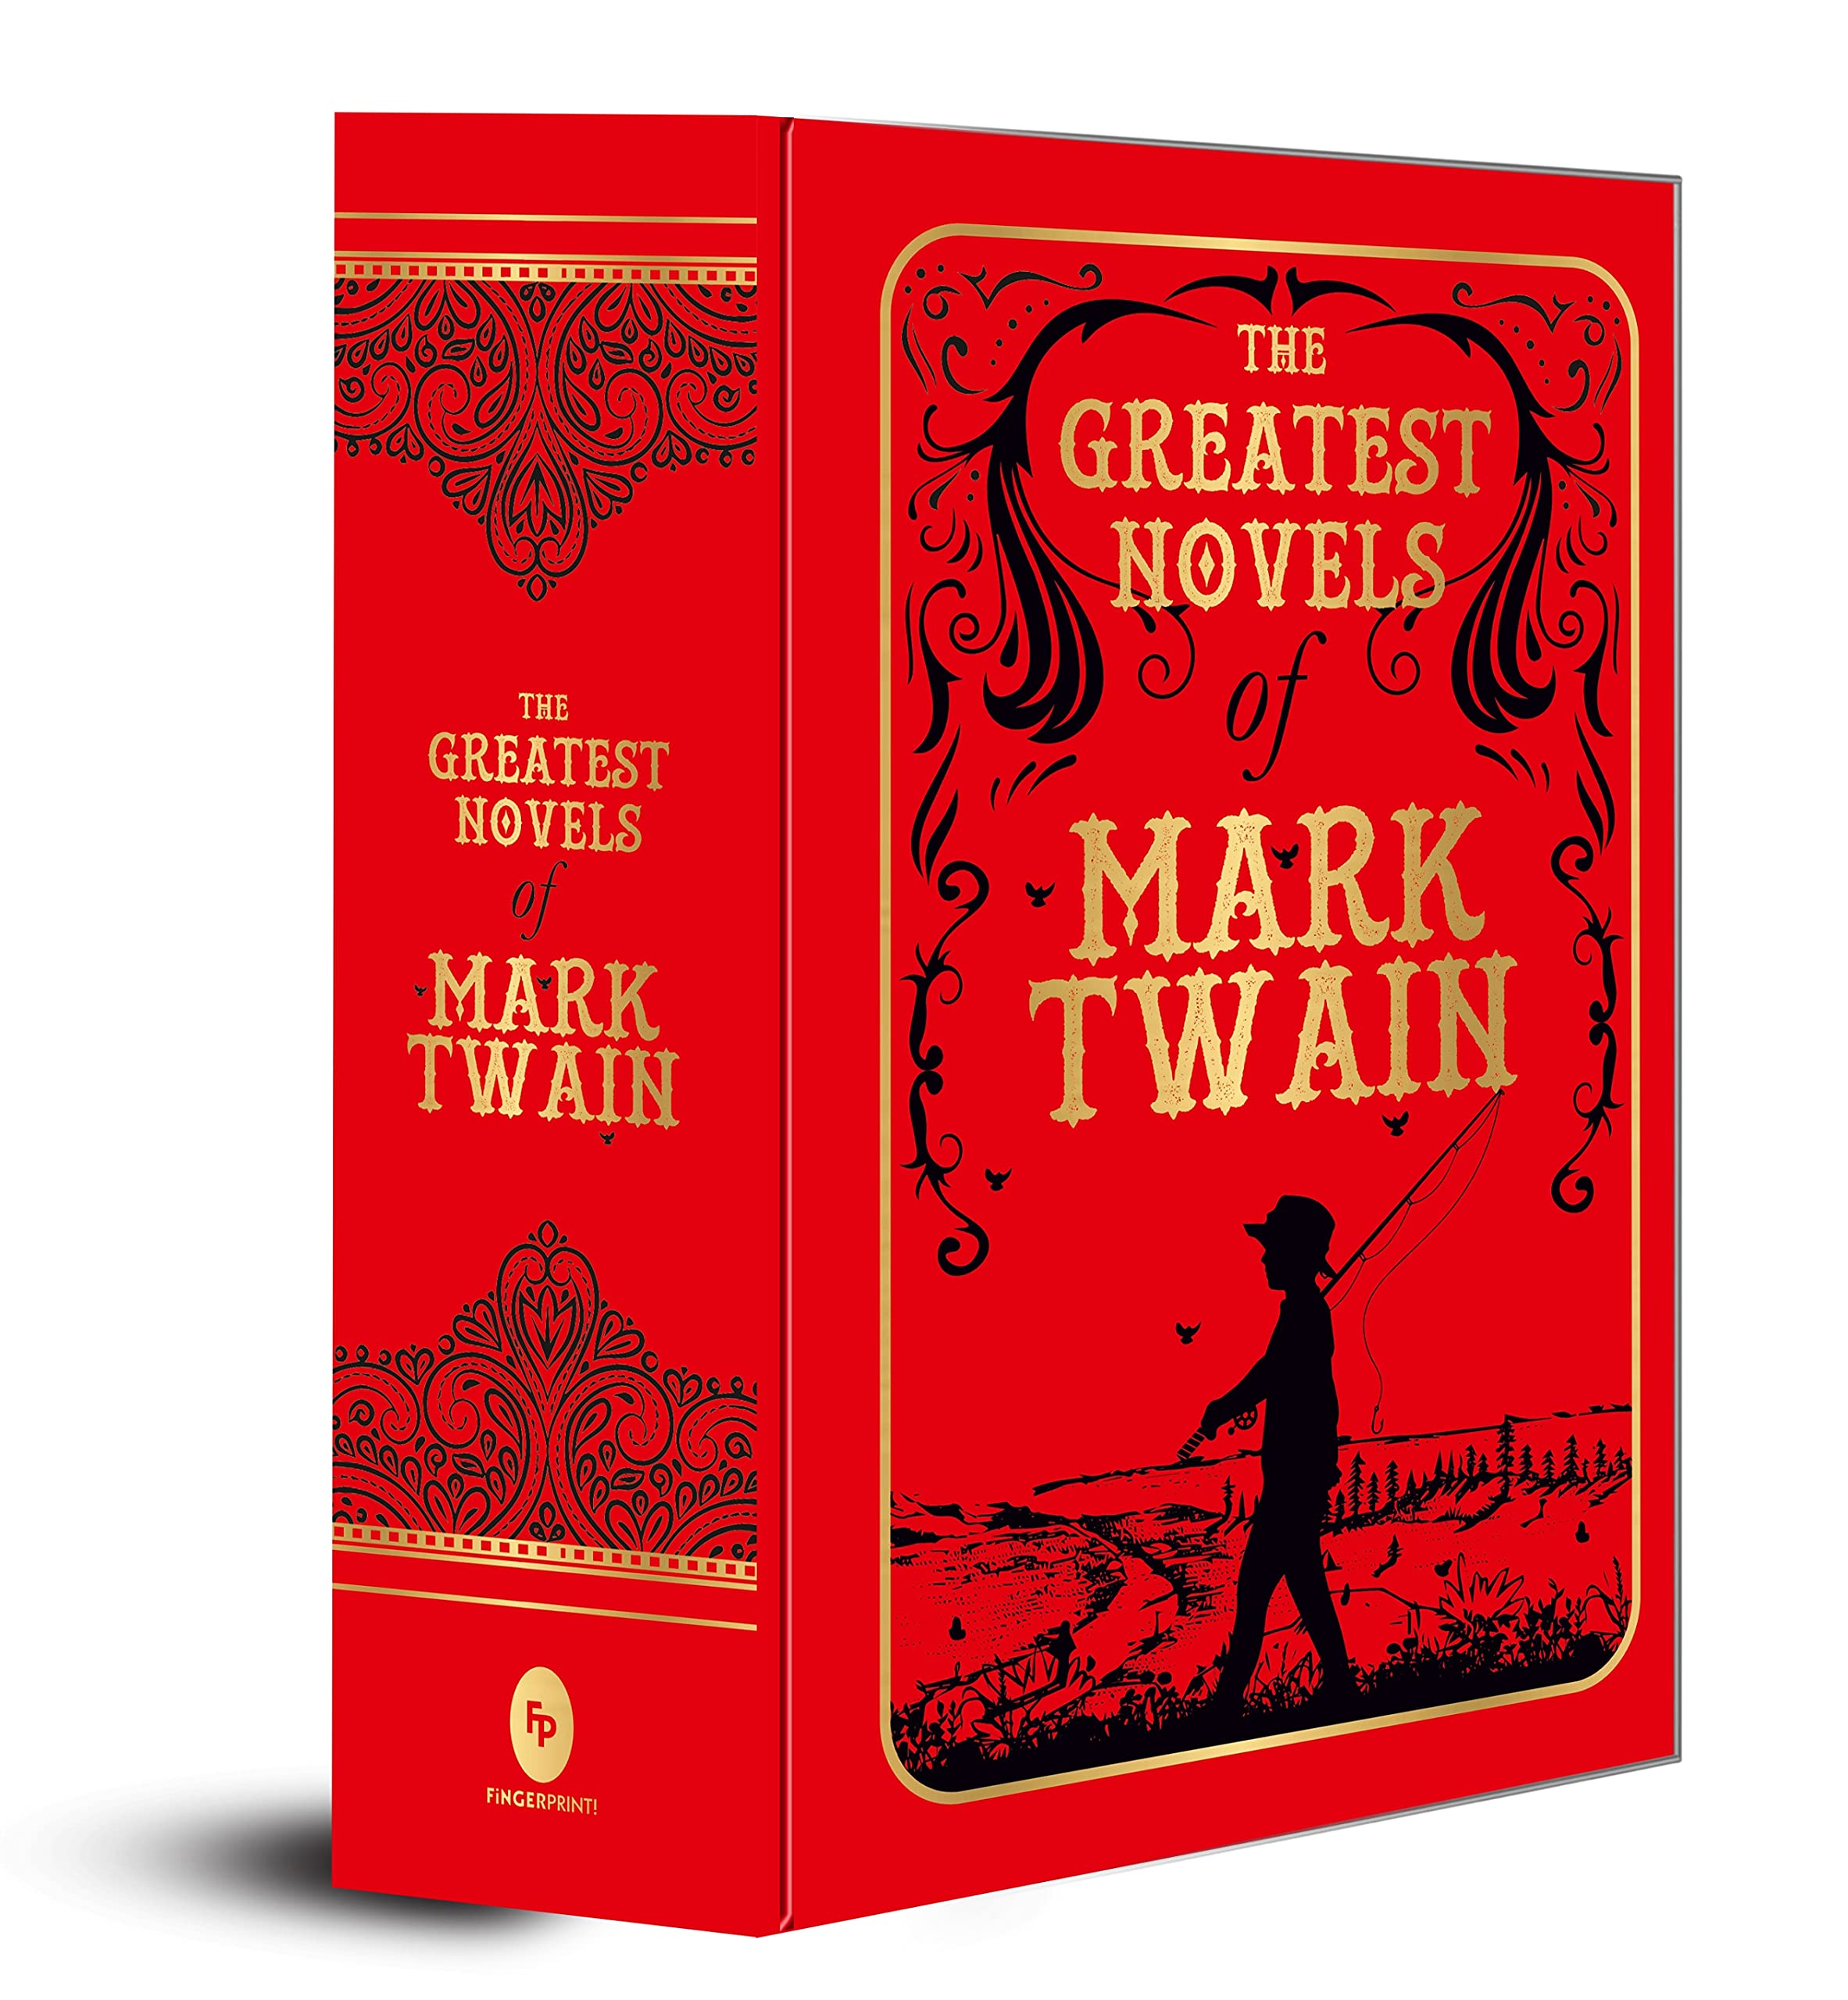 THE
GREATEST
NOVELS
of
MARK
TWAIN
FP
FiNGERPRINT!
THE
GREATEST
NOVELS
of
MARK
TWAIN